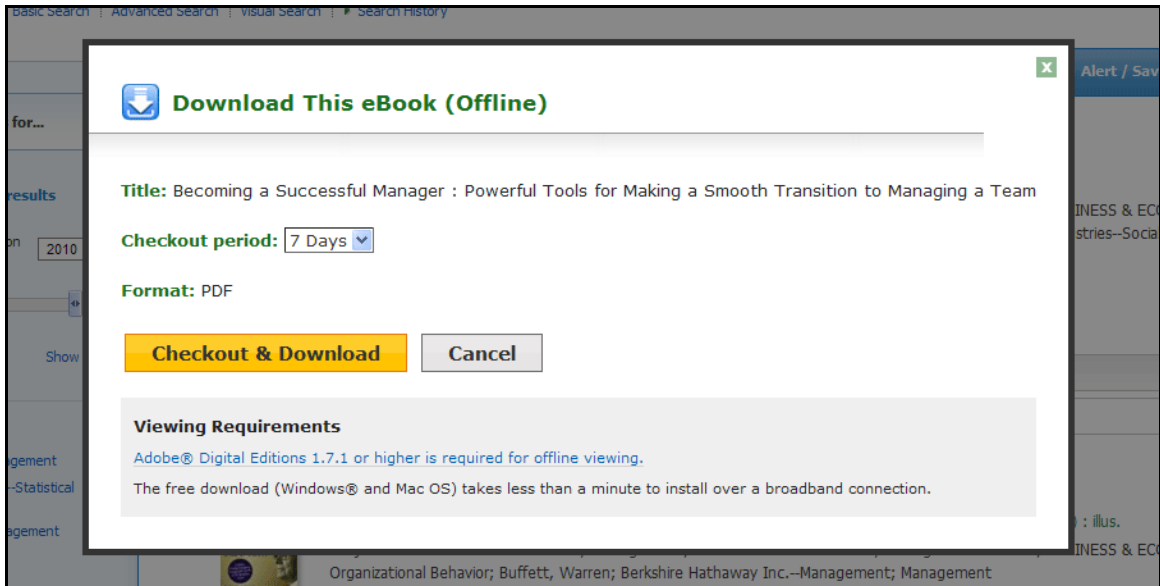 Basic Search | Advanced Search | Visual Search | Search History
Alert / Sav
for...
results
2010
Show
x
Download This eBook (Offline)
Title: Becoming a Successful Manager : Powerful Tools for Making a Smooth Transition to Managing a Team
Checkout period: 7 Days
Format: PDF
Checkout & Download Cancel
Viewing Requirements
Adobe® Digital Editions 1.7.1 or higher is required for offline viewing.
The free download (Windows® and Mac OS) takes less than a minute to install over a broadband connection.
INESS & ECO
stries--Socia
gement
--Statistical
agement
: illus.
INESS & ECO
Organizational Behavior; Buffett, Warren; Berkshire Hathaway Inc.--Management; Management